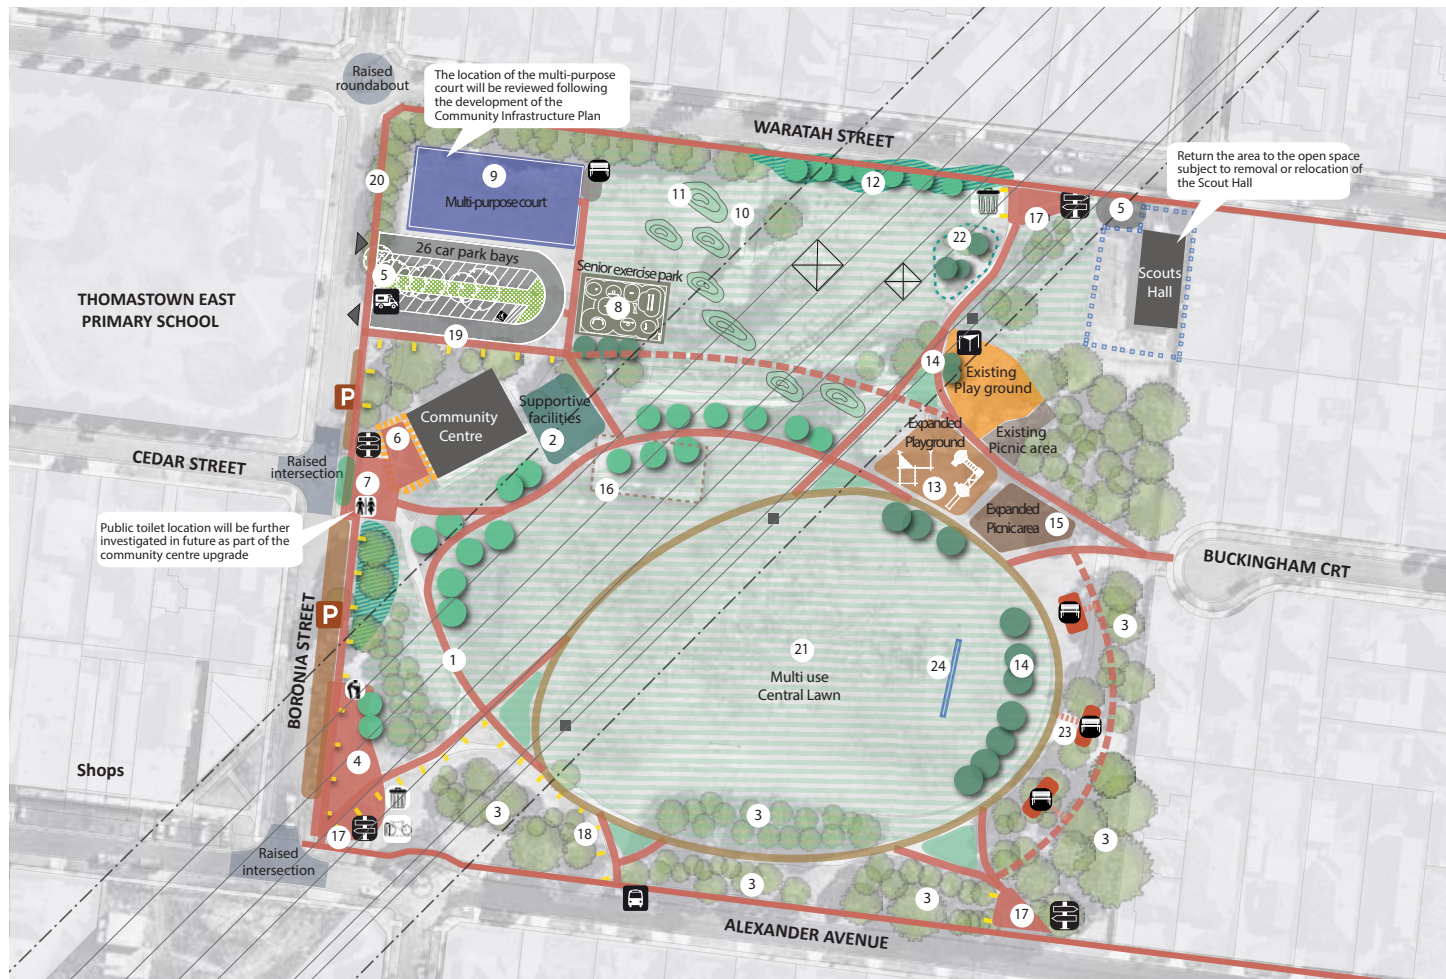 Raised
roundabout
The location of the multi-purpose
court will be reviewed following
the development of the
Community Infrastructure Plan
WARATAH STREET
Return the area to the open space
subject to removal or relocation of
the Scout Hall
9
Multi-purpose court
20
11
10
12
17
5
22
26 car park bays
5
Senior exercise park
8
Scouts
Hall
THOMASTOWN EAST
PRIMARY SCHOOL
19
14
Existing
Play ground
P
Community
Centre
Supportive
facilities
2
6
Expanded
Playground
Existing
Picnic area
CEDAR STREET
Raised
intersection
7
16
13
Expanded
Picnic area
15
Public toilet location will be further
investigated in future as part of the
community centre upgrade
BUCKINGHAM CRT
P
BORONIA STREET
1
21
Multi use
Central Lawn
24
14
3
23
Shops
4
3
3
3
17
18
Raised
intersection
3
3
17
ALEXANDER AVENUE